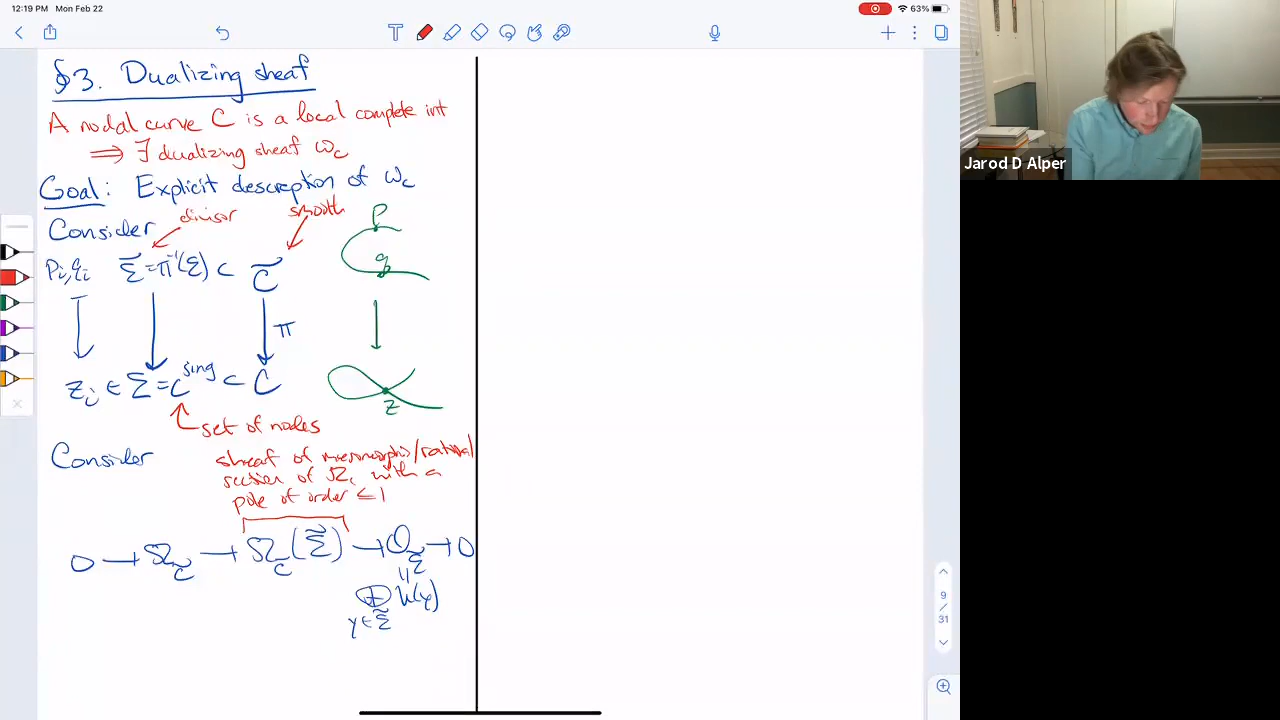 12:19 PM Mon Feb 22
63%
§3. Dualizing sheaf
A nodal curve C is a local complete int
⟹ ∃ dualizing sheaf ω_C
Goal: Explicit description of ω_C
divisor
smooth
Consider
p
p_i, q_i Σ̃ = π⁻¹(Σ) ⊂ C̃
q
π
z_i ∈ Σ = C^sing ⊂ C
z
set of nodes
Consider
sheaf of meromorphic/rational
section of Ω_C with a
pole of order ≤ 1
0 → Ω_C̃ → Ω_C̃(Σ̃) → O_Σ̃ → 0
⊕ k(y)
y ∈ Σ̃
9
/
31
Jarod D Alper